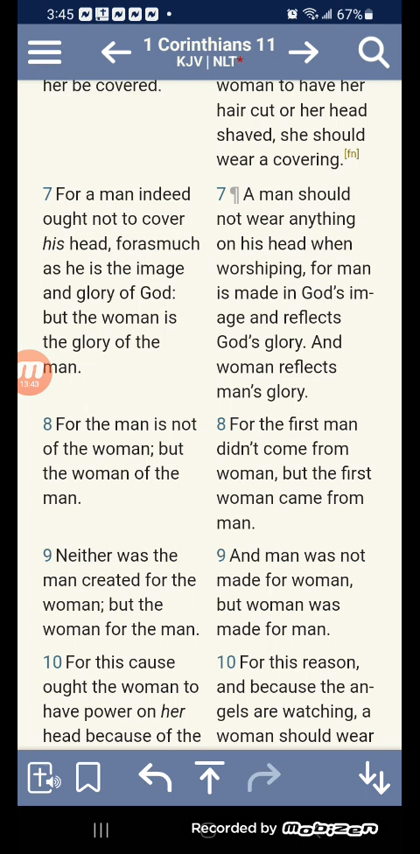 3:45
67%
1 Corinthians 11
KJV | NLT*
her be covered.
7 For a man indeed
ought not to cover
his head, forasmuch
as he is the image
and glory of God:
but the woman is
the glory of the
man.
8 For the man is not
of the woman; but
the woman of the
man.
9 Neither was the
man created for the
woman; but the
woman for the man.
10 For this cause
ought the woman to
have power on her
head because of the
woman to have her
hair cut or her head
shaved, she should
wear a covering.[fn]
7 ¶ A man should
not wear anything
on his head when
worshiping, for man
is made in God's im-
age and reflects
God's glory. And
woman reflects
man's glory.
8 For the first man
didn't come from
woman, but the first
woman came from
man.
9 And man was not
made for woman,
but woman was
made for man.
10 For this reason,
and because the an-
gels are watching, a
woman should wear
13:43
Recorded by mobizen